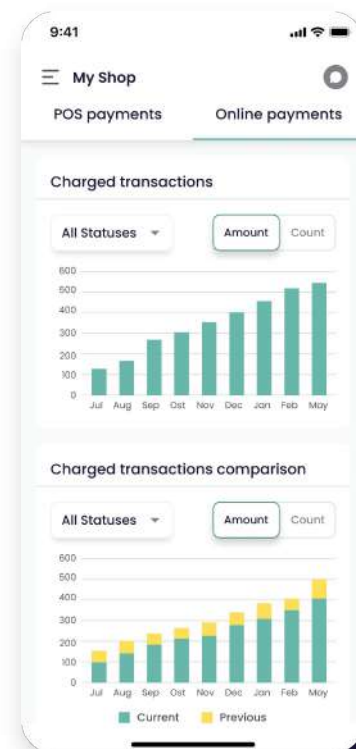 9:41
My Shop
POS payments Online payments
Charged transactions
All Statuses Amount Count
600
500
400
300
200
100
0
Jul Aug Sep Ost Nov Dec Jan Feb May
Charged transactions comparison
All Statuses Amount Count
600
500
400
300
200
100
0
Jul Aug Sep Ost Nov Dec Jan Feb May
Current Previous